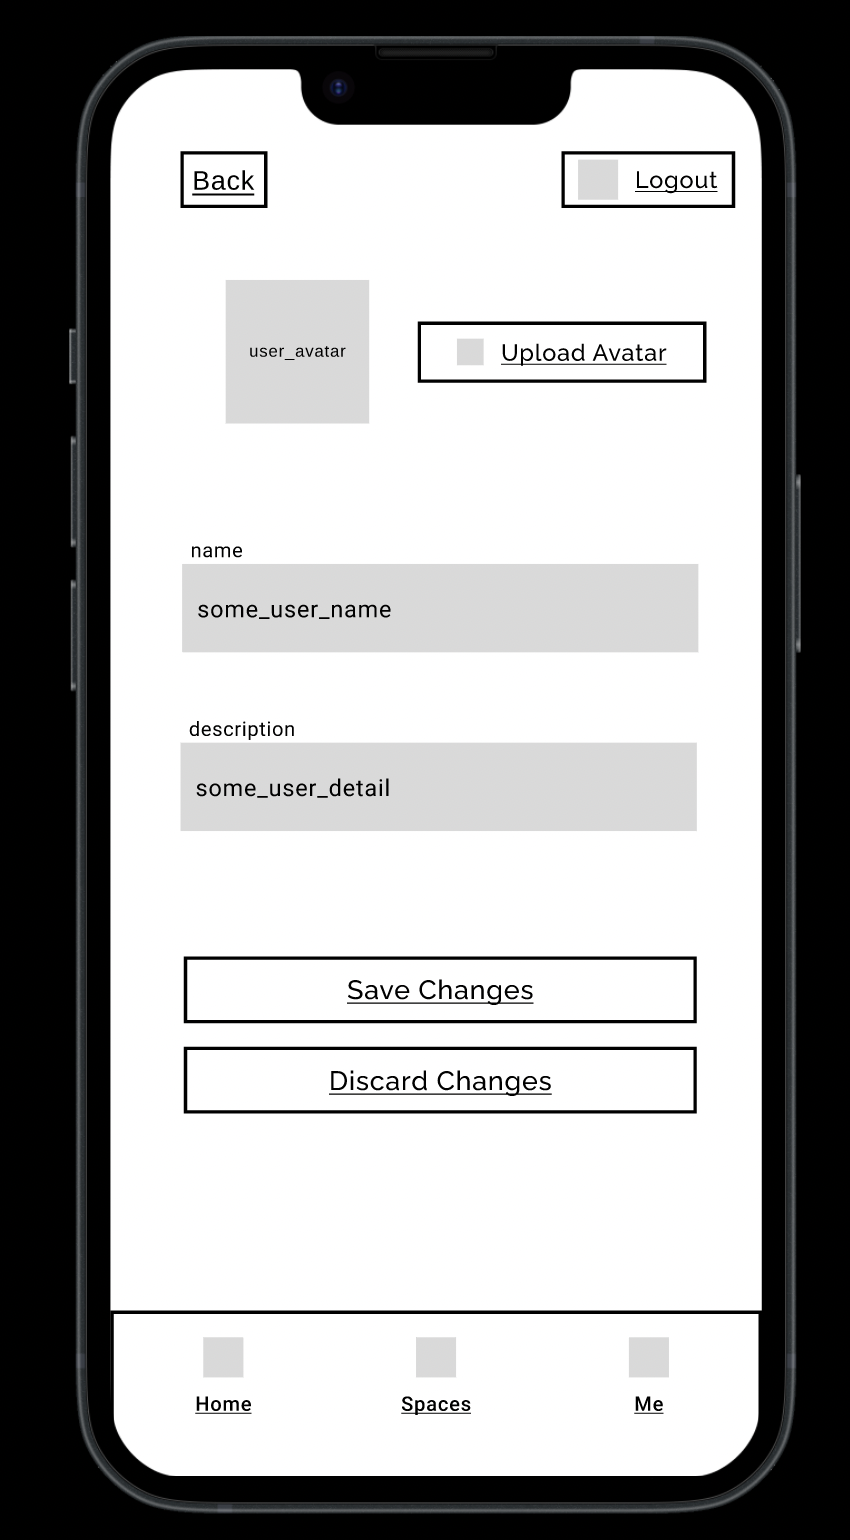 Back
Logout
user_avatar
Upload Avatar
name
some_user_name
description
some_user_detail
Save Changes
Discard Changes
Home
Spaces
Me